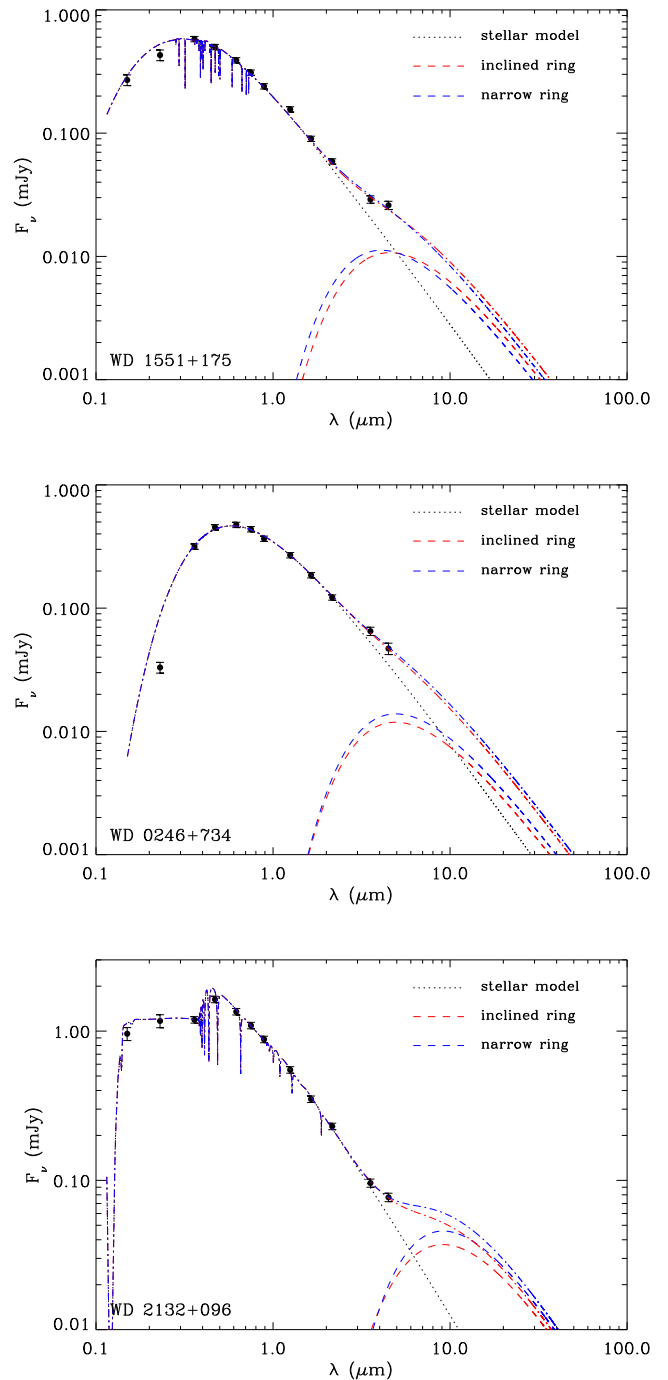 1.000
0.100
0.010
0.001
F_ν (mJy)
stellar model
inclined ring
narrow ring
WD 1551+175
0.1 1.0 10.0 100.0
λ (μm)
1.000
0.100
0.010
0.001
F_ν (mJy)
stellar model
inclined ring
narrow ring
WD 0246+734
0.1 1.0 10.0 100.0
λ (μm)
1.00
0.10
0.01
F_ν (mJy)
stellar model
inclined ring
narrow ring
WD 2132+096
0.1 1.0 10.0 100.0
λ (μm)